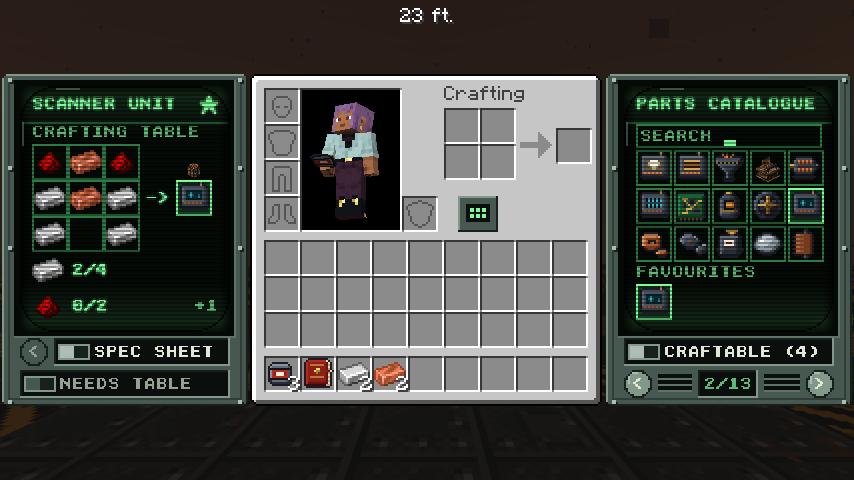 23 ft.
SCANNER UNIT
CRAFTING TABLE
2/4
0/2
+1
SPEC SHEET
NEEDS TABLE
Crafting
3
2
2
PARTS CATALOGUE
SEARCH
FAVOURITES
CRAFTABLE (4)
2/13